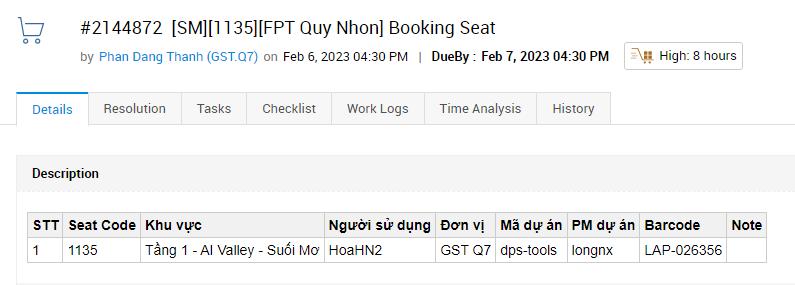 #2144872 [SM][1135][FPT Quy Nhon] Booking Seat
by Phan Dang Thanh (GST.Q7) on Feb 6, 2023 04:30 PM | DueBy : Feb 7, 2023 04:30 PM High: 8 hours
Details Resolution Tasks Checklist Work Logs Time Analysis History
Description
STT Seat Code Khu vực Người sử dụng Đơn vị Mã dự án PM dự án Barcode Note
1 1135 Tầng 1 - AI Valley - Suối Mơ HoaHN2 GST Q7 dps-tools longnx LAP-026356